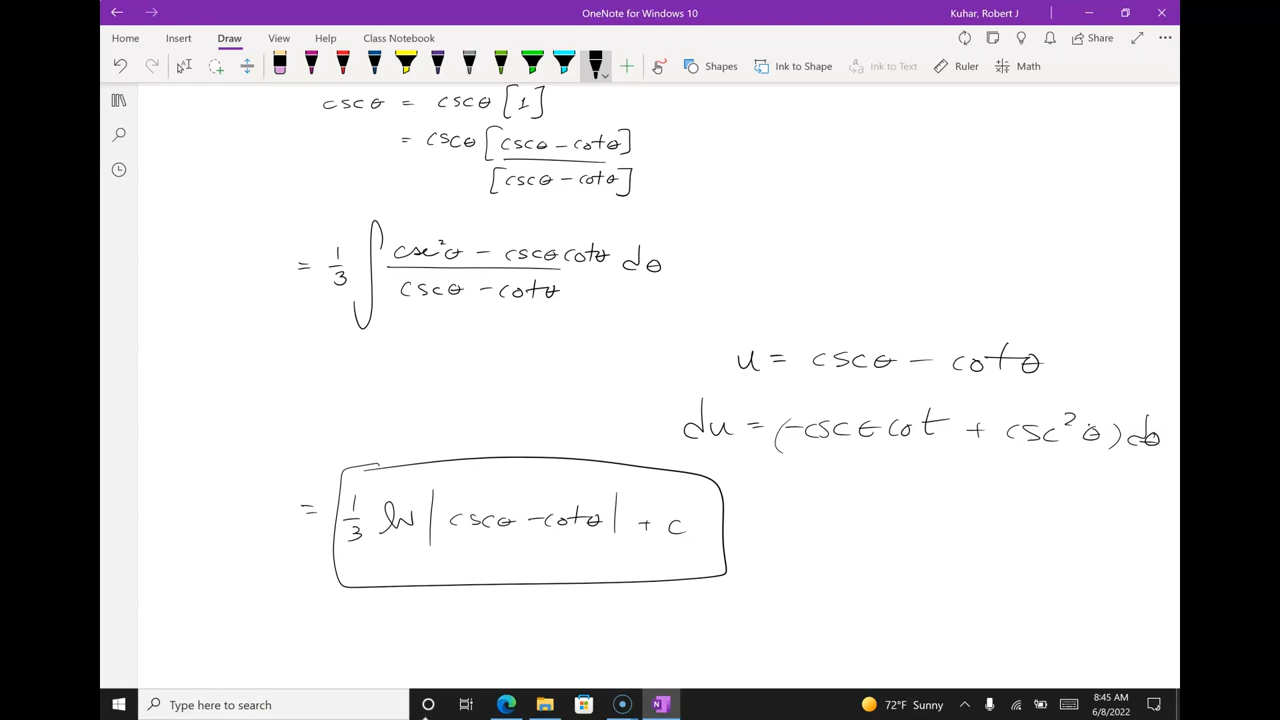 OneNote for Windows 10
Kuhar, Robert J
Home Insert Draw View Help Class Notebook
Share
Shapes Ink to Shape Ink to Text Ruler Math
cscθ = cscθ [1]
= cscθ [cscθ - cotθ]
[cscθ - cotθ]
= 1/3 ∫ csc²θ - cscθcotθ dθ
cscθ - cotθ
u = cscθ - cotθ
du = (-cscθcot + csc²θ)dθ
= 1/3 ln|cscθ - cotθ| + c
Type here to search
72°F Sunny
8:45 AM
6/8/2022